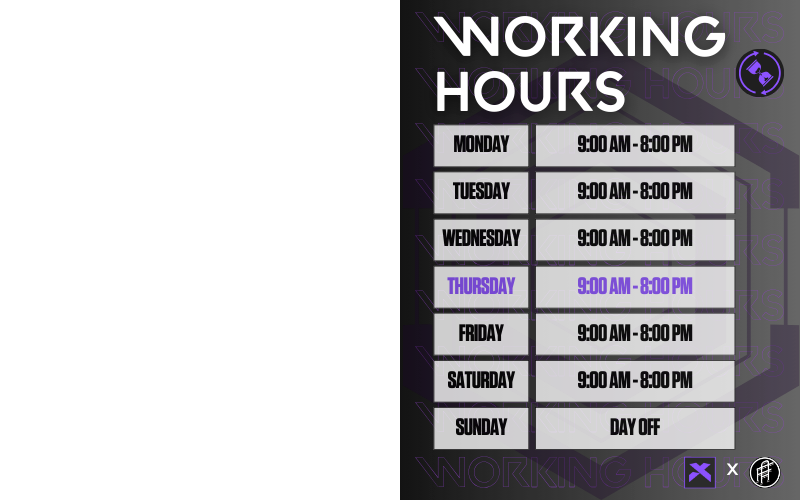 WORKING
HOURS
MONDAY 9:00 AM - 8:00 PM
TUESDAY 9:00 AM - 8:00 PM
WEDNESDAY 9:00 AM - 8:00 PM
THURSDAY 9:00 AM - 8:00 PM
FRIDAY 9:00 AM - 8:00 PM
SATURDAY 9:00 AM - 8:00 PM
SUNDAY DAY OFF
WORKING HOURS
X